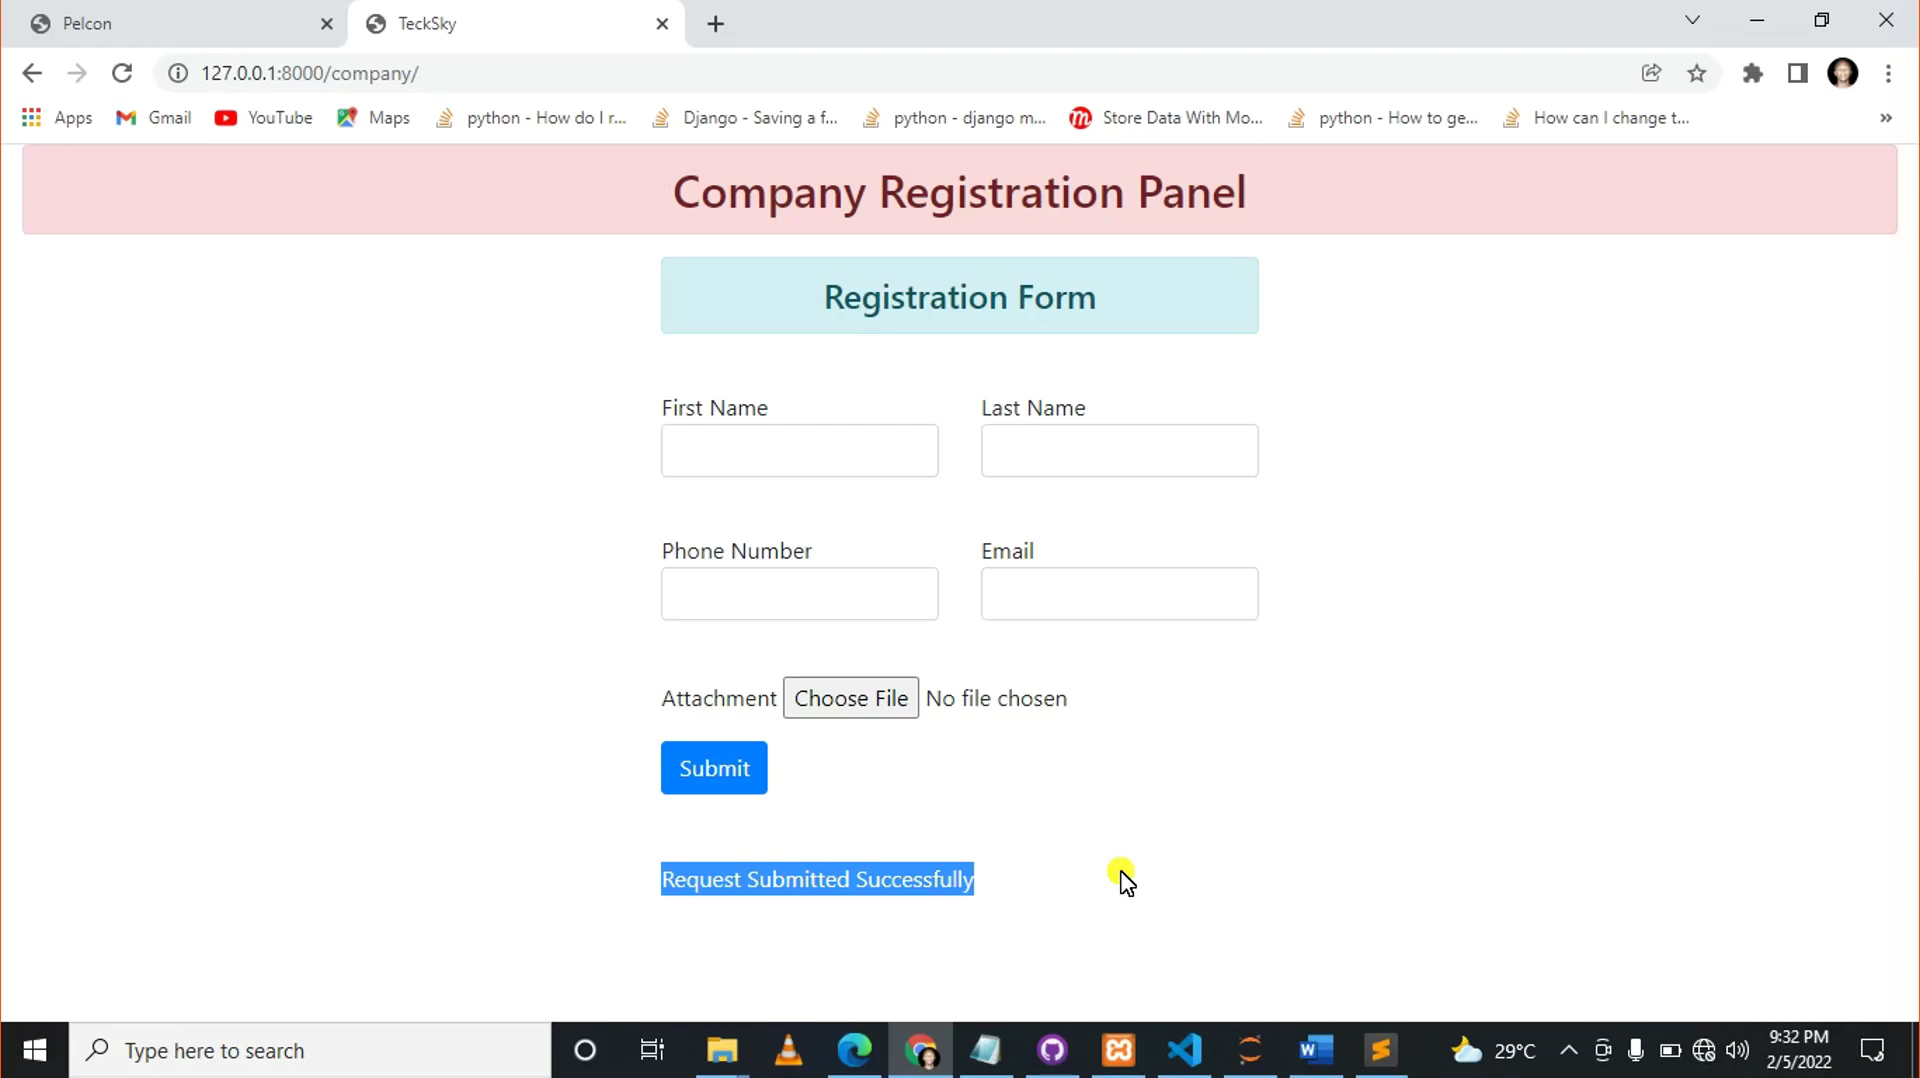 Pelcon
TeckSky
127.0.0.1:8000/company/
Apps
Gmail
YouTube
Maps
python - How do I r...
Django - Saving a f...
python - django m...
Store Data With Mo...
python - How to ge...
How can I change t...
»
Company Registration Panel
Registration Form
First Name
Last Name
Phone Number
Email
Attachment Choose File No file chosen
Submit
Request Submitted Successfully
Type here to search
29°C
9:32 PM
2/5/2022